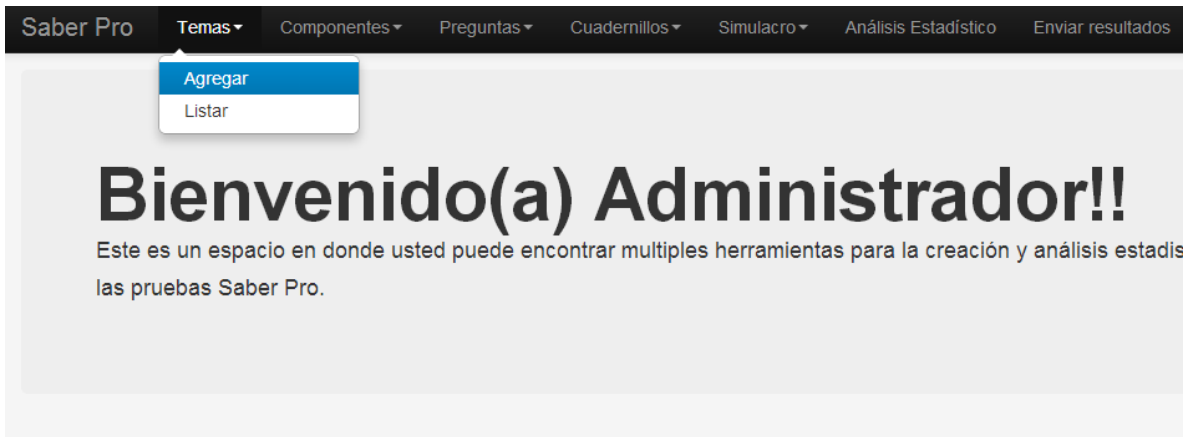 Saber Pro Temas Componentes Preguntas Cuadernillos Simulacro Análisis Estadístico Enviar resultados
Agregar
Listar
Bienvenido(a) Administrador!!
Este es un espacio en donde usted puede encontrar multiples herramientas para la creación y análisis estadis
las pruebas Saber Pro.